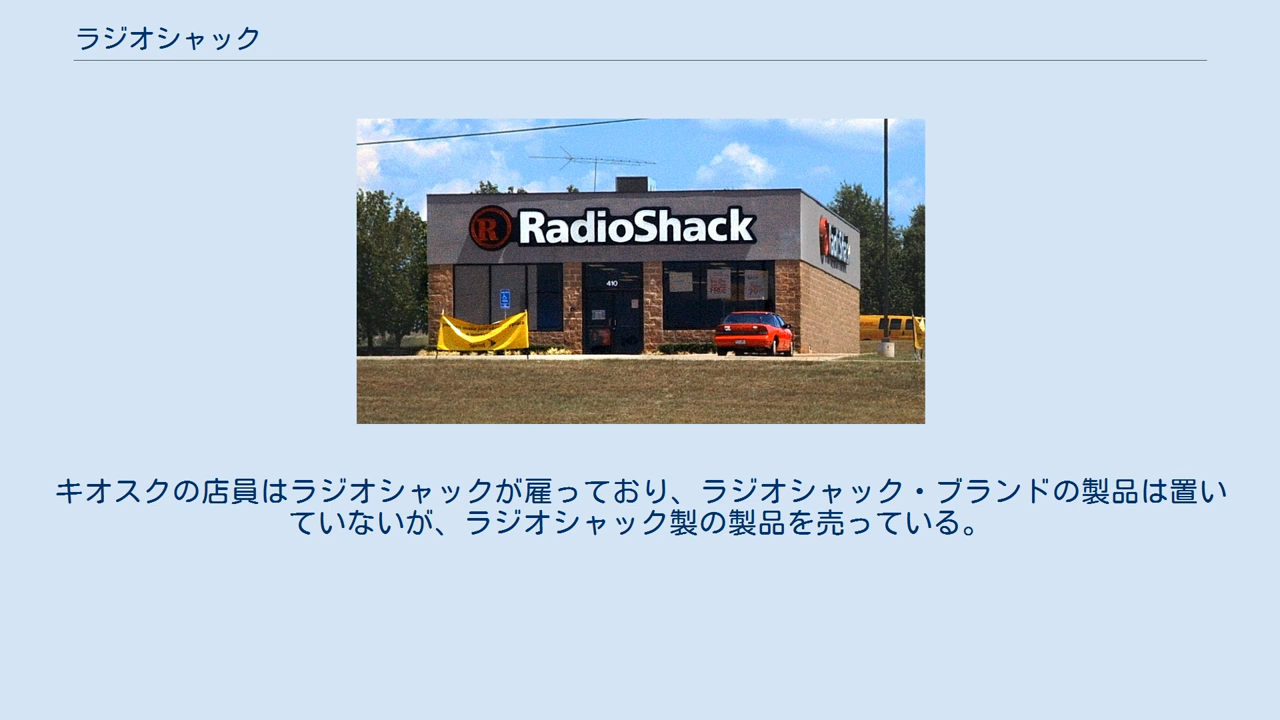 ラジオシャック
R RadioShack
RadioShack
410
キオスクの店員はラジオシャックが雇っており、ラジオシャック・ブランドの製品は置い
ていないが、ラジオシャック製の製品を売っている。